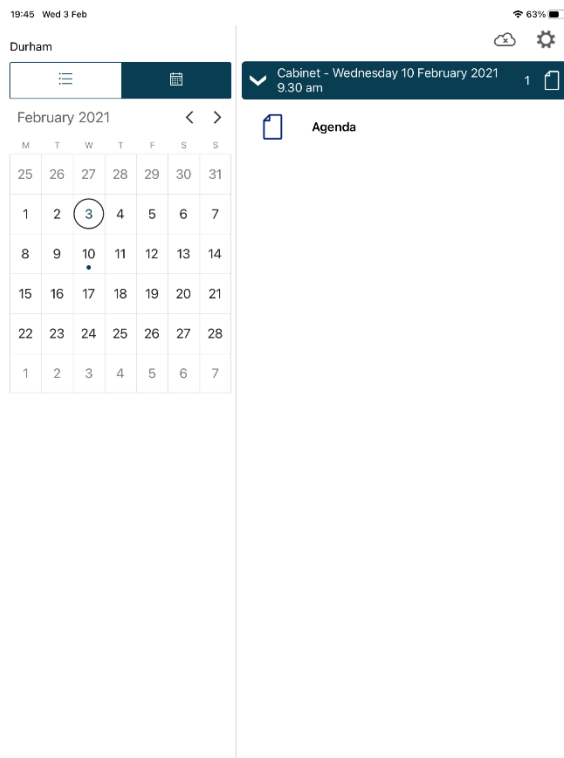 19:45 Wed 3 Feb
63%
Durham
February 2021
M T W T F S S
25 26 27 28 29 30 31
1 2 3 4 5 6 7
8 9 10 11 12 13 14
15 16 17 18 19 20 21
22 23 24 25 26 27 28
1 2 3 4 5 6 7
Cabinet - Wednesday 10 February 2021
9.30 am
1
Agenda